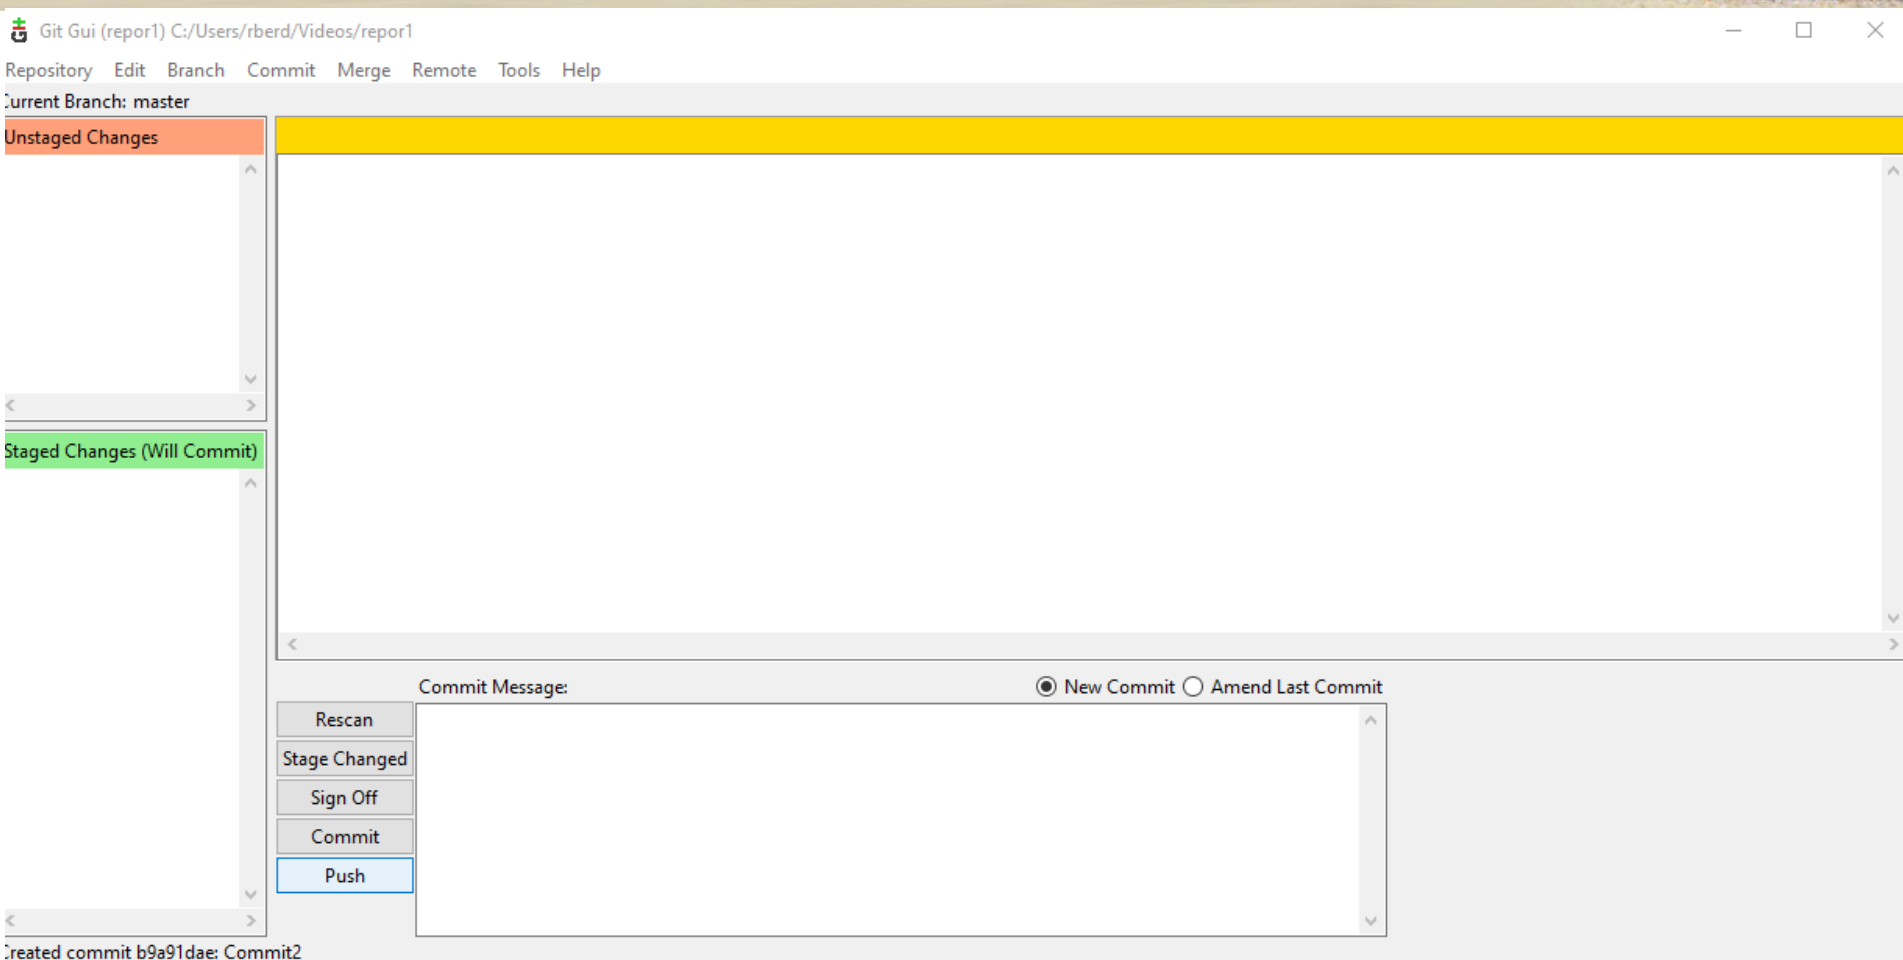 Git Gui (repor1) C:/Users/rberd/Videos/repor1
Repository Edit Branch Commit Merge Remote Tools Help
Current Branch: master
Unstaged Changes
Staged Changes (Will Commit)
Commit Message: New Commit Amend Last Commit
Rescan
Stage Changed
Sign Off
Commit
Push
Created commit b9a91dae: Commit2